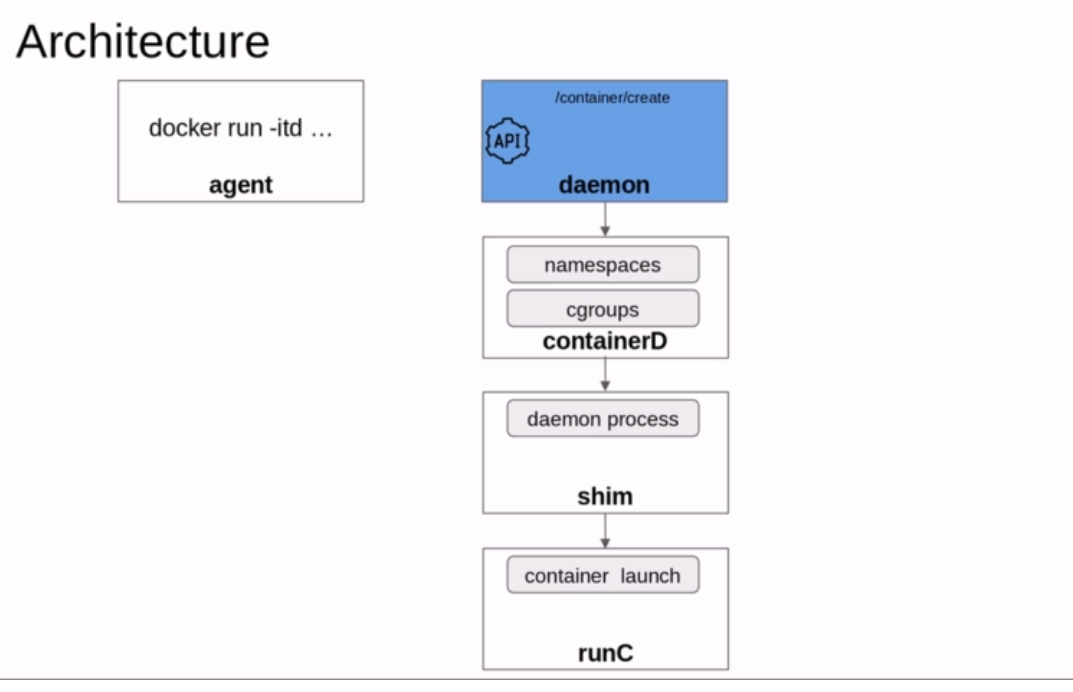 Architecture
docker run -itd …
agent
/container/create
API
daemon
namespaces
cgroups
containerD
daemon process
shim
container launch
runC